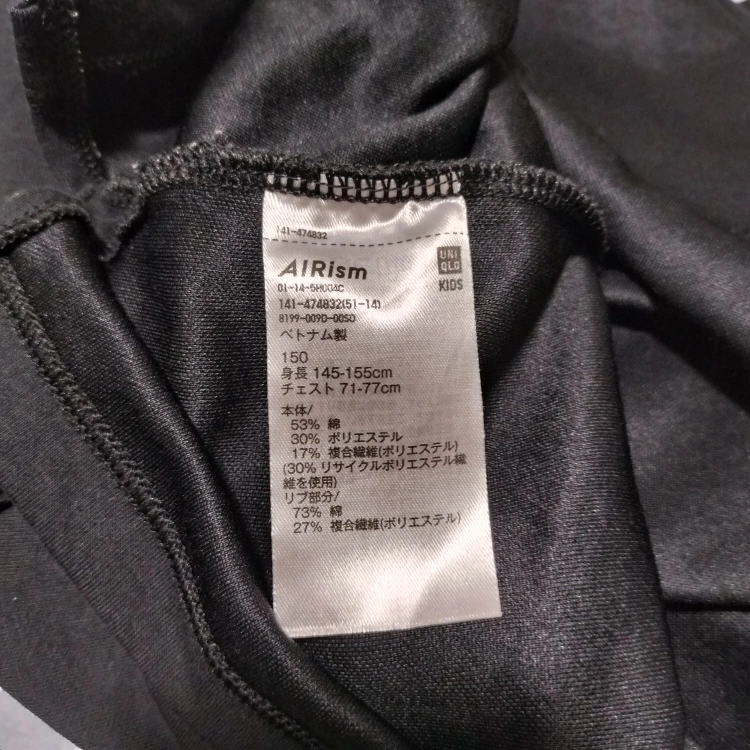 141-474832
AIRism
UNI
QLO
KIDS
01-14-5H004C
141-474832(51-14)
8199-009D-00SO
ベトナム製
150
身長 145-155cm
チェスト 71-77cm
本体/
53% 綿
30% ポリエステル
17% 複合繊維(ポリエステル)
(30% リサイクルポリエステル繊
維を使用)
リブ部分/
73% 綿
27% 複合繊維(ポリエステル)